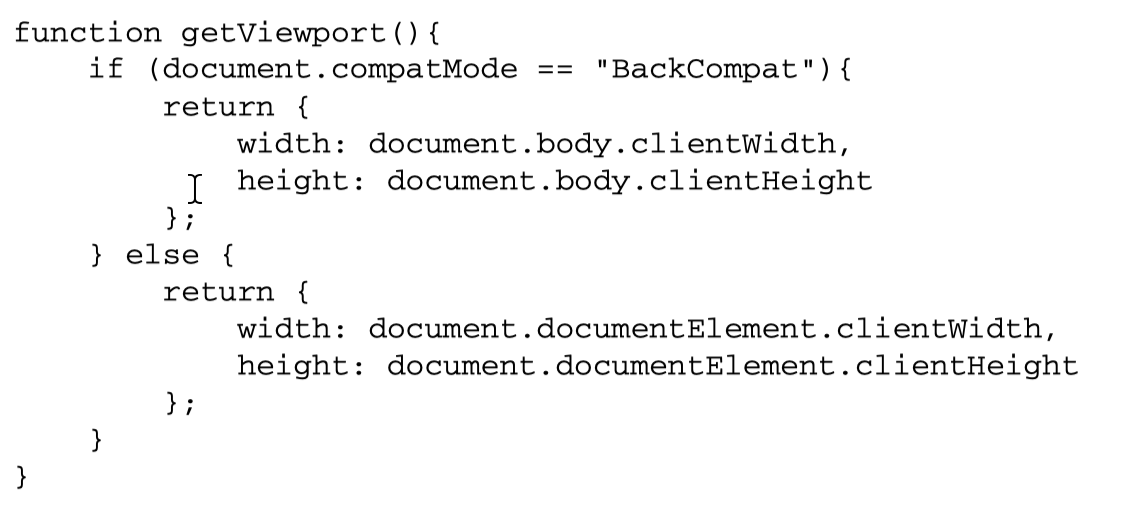 function getViewport(){
    if (document.compatMode == "BackCompat"){
        return {
            width: document.body.clientWidth,
            height: document.body.clientHeight
        };
    } else {
        return {
            width: document.documentElement.clientWidth,
            height: document.documentElement.clientHeight
        };
    }
}